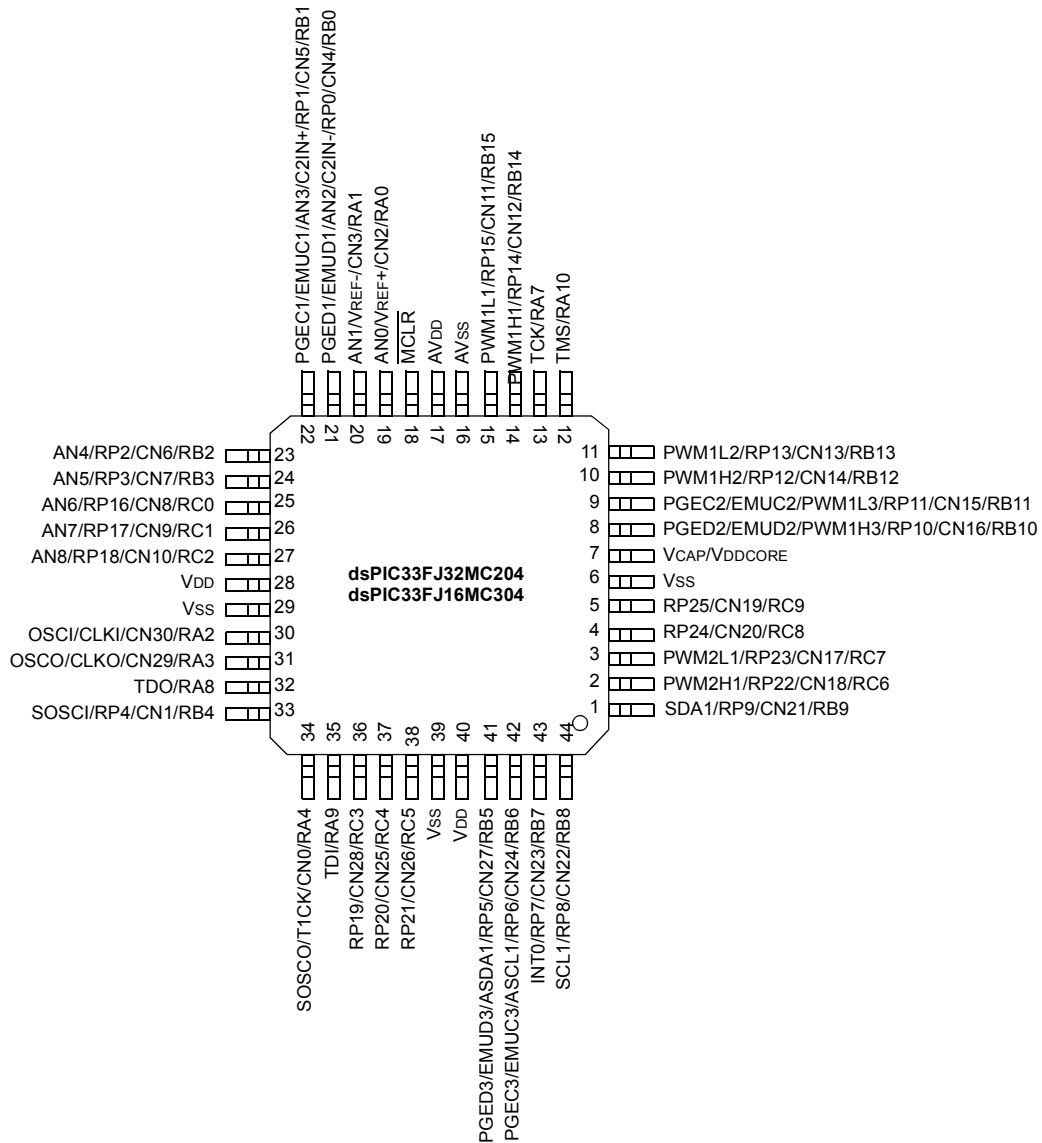 PGEC1/EMUC1/AN3/C2IN+/RP1/CN5/RB1
PGED1/EMUD1/AN2/C2IN-/RP0/CN4/RB0
AN1/VREF-/CN3/RA1
AN0/VREF+/CN2/RA0
MCLR
AVDD
AVSS
PWM1L1/RP15/CN11/RB15
PWM1H1/RP14/CN12/RB14
TCK/RA7
TMS/RA10
22
21
20
19
18
17
16
15
14
13
12
AN4/RP2/CN6/RB2 23
AN5/RP3/CN7/RB3 24
AN6/RP16/CN8/RC0 25
AN7/RP17/CN9/RC1 26
AN8/RP18/CN10/RC2 27
VDD 28
VSS 29
OSCI/CLKI/CN30/RA2 30
OSCO/CLKO/CN29/RA3 31
TDO/RA8 32
SOSCI/RP4/CN1/RB4 33
dsPIC33FJ32MC204
dsPIC33FJ16MC304
11 PWM1L2/RP13/CN13/RB13
10 PWM1H2/RP12/CN14/RB12
9 PGEC2/EMUC2/PWM1L3/RP11/CN15/RB11
8 PGED2/EMUD2/PWM1H3/RP10/CN16/RB10
7 VCAP/VDDCORE
6 VSS
5 RP25/CN19/RC9
4 RP24/CN20/RC8
3 PWM2L1/RP23/CN17/RC7
2 PWM2H1/RP22/CN18/RC6
1 SDA1/RP9/CN21/RB9
34
35
36
37
38
39
40
41
42
43
44
SOSCO/T1CK/CN0/RA4
TDI/RA9
RP19/CN28/RC3
RP20/CN25/RC4
RP21/CN26/RC5
VSS
VDD
PGED3/EMUD3/ASDA1/RP5/CN27/RB5
PGEC3/EMUC3/ASCL1/RP6/CN24/RB6
INT0/RP7/CN23/RB7
SCL1/RP8/CN22/RB8